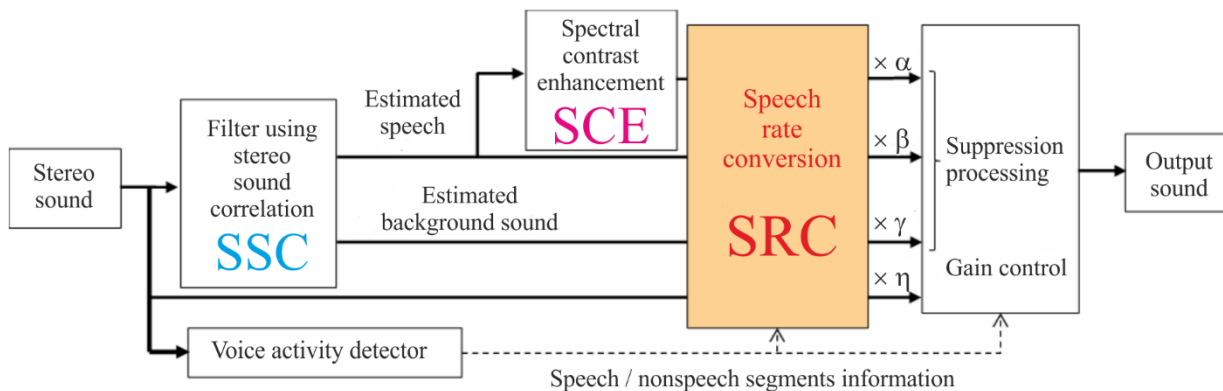 Stereo
sound
Filter using
stereo
sound
correlation
SSC
Estimated
speech
Estimated
background sound
Spectral
contrast
enhancement
SCE
Speech
rate
conversion
SRC
× α
× β
× γ
× η
Suppression
processing
Gain control
Output
sound
Voice activity detector
Speech / nonspeech segments information